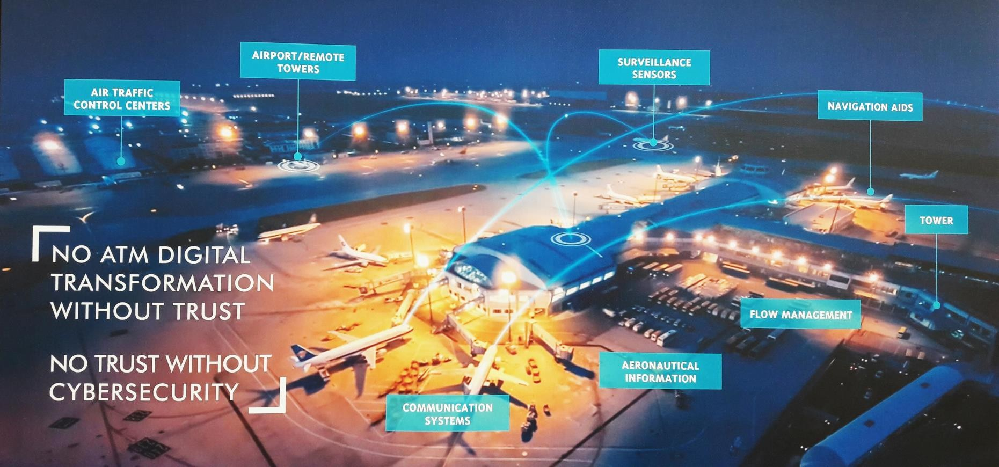 AIRPORT/REMOTE
TOWERS
SURVEILLANCE
SENSORS
AIR TRAFFIC
CONTROL CENTERS
NAVIGATION AIDS
TOWER
NO ATM DIGITAL
TRANSFORMATION
WITHOUT TRUST
NO TRUST WITHOUT
CYBERSECURITY
FLOW MANAGEMENT
AERONAUTICAL
INFORMATION
COMMUNICATION
SYSTEMS